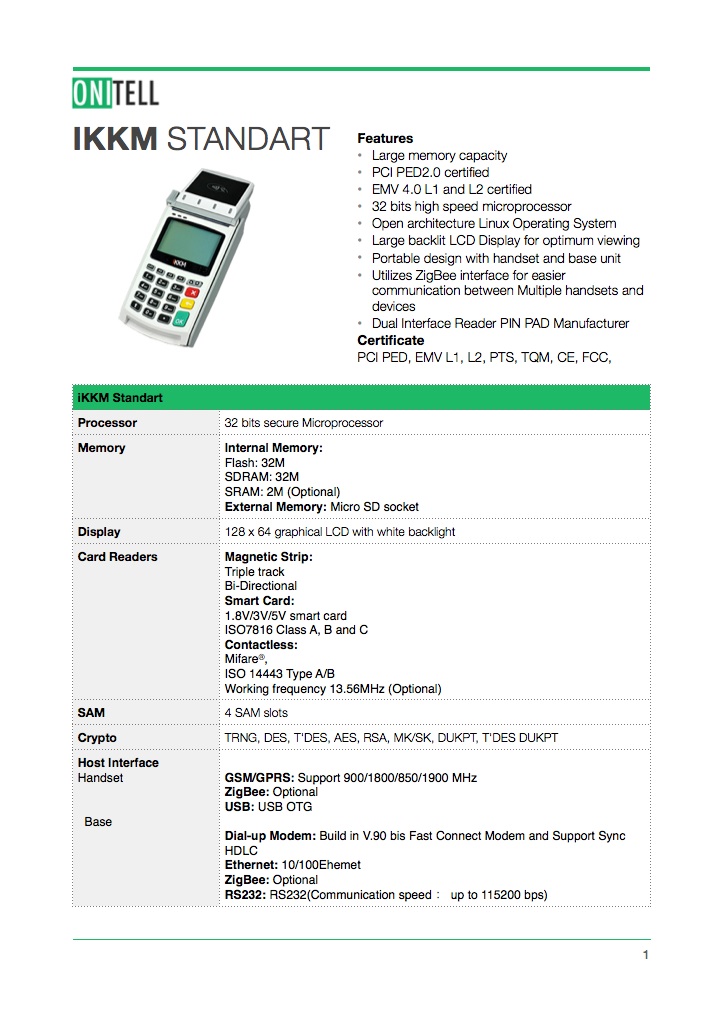 ONITELL
IKKM STANDART
Features
• Large memory capacity
• PCI PED2.0 certified
• EMV 4.0 L1 and L2 certified
• 32 bits high speed microprocessor
• Open architecture Linux Operating System
• Large backlit LCD Display for optimum viewing
• Portable design with handset and base unit
• Utilizes ZigBee interface for easier
communication between Multiple handsets and
devices
• Dual Interface Reader PIN PAD Manufacturer
Certificate
PCI PED, EMV L1, L2, PTS, TQM, CE, FCC,
iKKM
iKKM Standart
Processor 32 bits secure Microprocessor
Memory Internal Memory:
Flash: 32M
SDRAM: 32M
SRAM: 2M (Optional)
External Memory: Micro SD socket
Display 128 x 64 graphical LCD with white backlight
Card Readers Magnetic Strip:
Triple track
Bi-Directional
Smart Card:
1.8V/3V/5V smart card
ISO7816 Class A, B and C
Contactless:
Mifare®,
ISO 14443 Type A/B
Working frequency 13.56MHz (Optional)
SAM 4 SAM slots
Crypto TRNG, DES, T'DES, AES, RSA, MK/SK, DUKPT, T'DES DUKPT
Host Interface
Handset GSM/GPRS: Support 900/1800/850/1900 MHz
ZigBee: Optional
USB: USB OTG
Base
Dial-up Modem: Build in V.90 bis Fast Connect Modem and Support Sync
HDLC
Ethernet: 10/100Ehemet
ZigBee: Optional
RS232: RS232(Communication speed： up to 115200 bps)
1